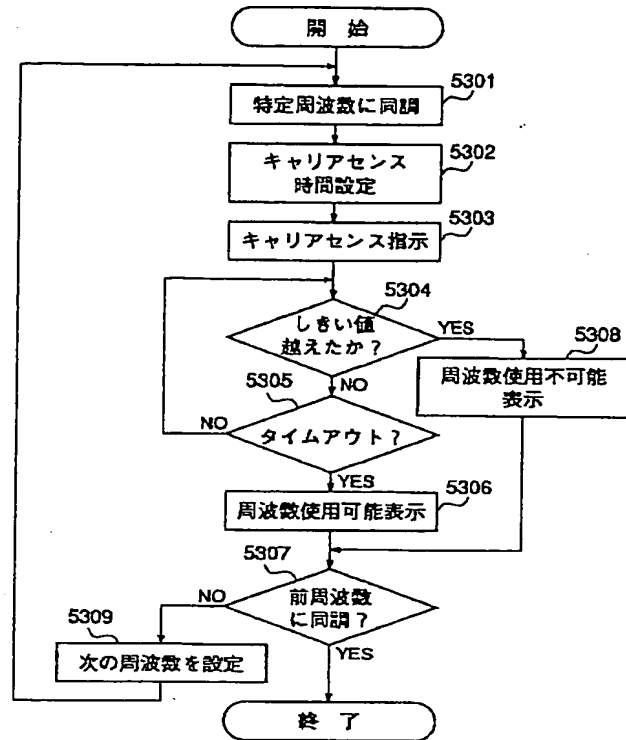 開 始
5301
特定周波数に同調
5302
キャリアセンス
時間設定
5303
キャリアセンス指示
5304
しきい値
越えたか?
YES
5308
周波数使用不可能
表示
NO
5305
タイムアウト?
NO
YES
5306
周波数使用可能表示
5307
前周波数
に同調?
NO
5309
次の周波数を設定
YES
終 了